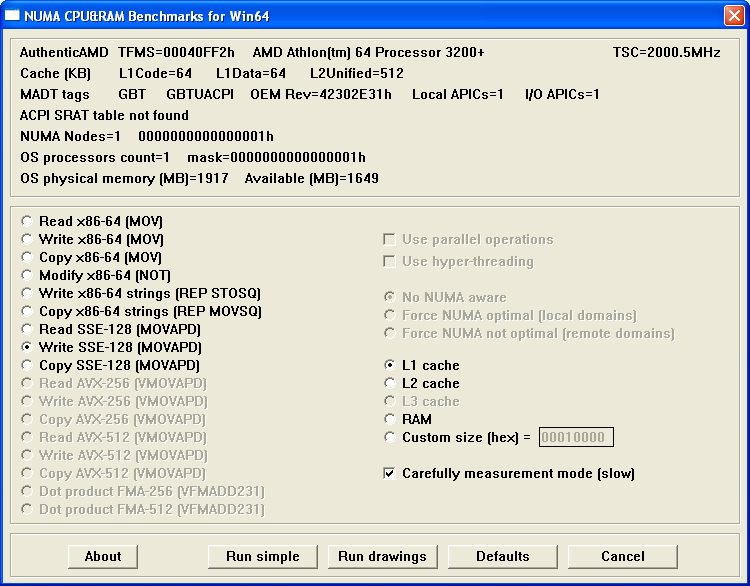 NUMA CPU&RAM Benchmarks for Win64
AuthenticAMD TFMS=00040FF2h AMD Athlon(tm) 64 Processor 3200+ TSC=2000.5MHz
Cache (KB) L1Code=64 L1Data=64 L2Unified=512
MADT tags GBT GBTUACPI OEM Rev=42302E31h Local APICs=1 I/O APICs=1
ACPI SRAT table not found
NUMA Nodes=1 0000000000000001h
OS processors count=1 mask=0000000000000001h
OS physical memory (MB)=1917 Available (MB)=1649
Read x86-64 (MOV)
Write x86-64 (MOV)
Copy x86-64 (MOV)
Modify x86-64 (NOT)
Write x86-64 strings (REP STOSQ)
Copy x86-64 strings (REP MOVSQ)
Read SSE-128 (MOVAPD)
Write SSE-128 (MOVAPD)
Copy SSE-128 (MOVAPD)
Read AVX-256 (VMOVAPD)
Write AVX-256 (VMOVAPD)
Copy AVX-256 (VMOVAPD)
Read AVX-512 (VMOVAPD)
Write AVX-512 (VMOVAPD)
Copy AVX-512 (VMOVAPD)
Dot product FMA-256 (VFMADD231)
Dot product FMA-512 (VFMADD231)
Use parallel operations
Use hyper-threading
No NUMA aware
Force NUMA optimal (local domains)
Force NUMA not optimal (remote domains)
L1 cache
L2 cache
L3 cache
RAM
Custom size (hex) = 00010000
Carefully measurement mode (slow)
About Run simple Run drawings Defaults Cancel